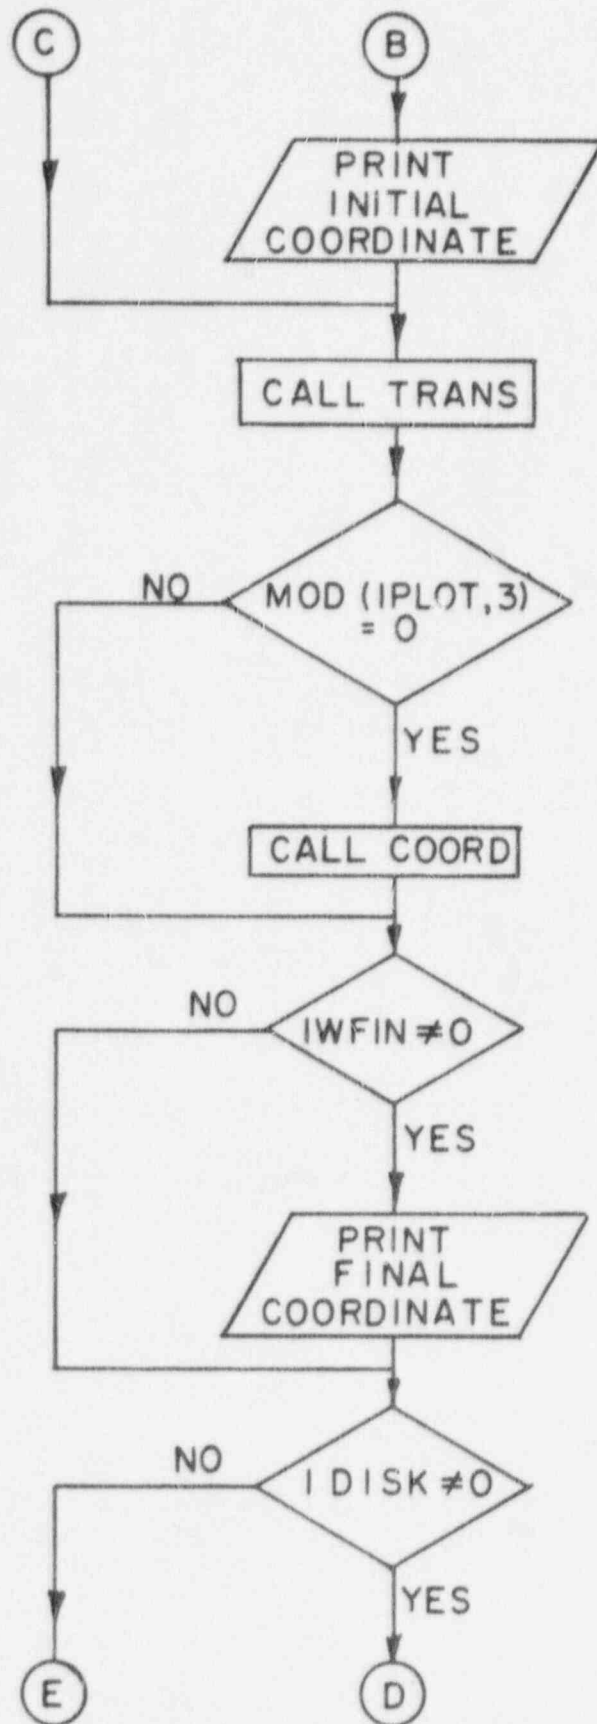 C
B
PRINT
INITIAL
COORDINATE
CALL TRANS
MOD (IPLOT,3)
= 0
NO
YES
CALL COORD
IWFIN ≠ 0
NO
YES
PRINT
FINAL
COORDINATE
I DISK ≠ 0
NO
YES
E
D